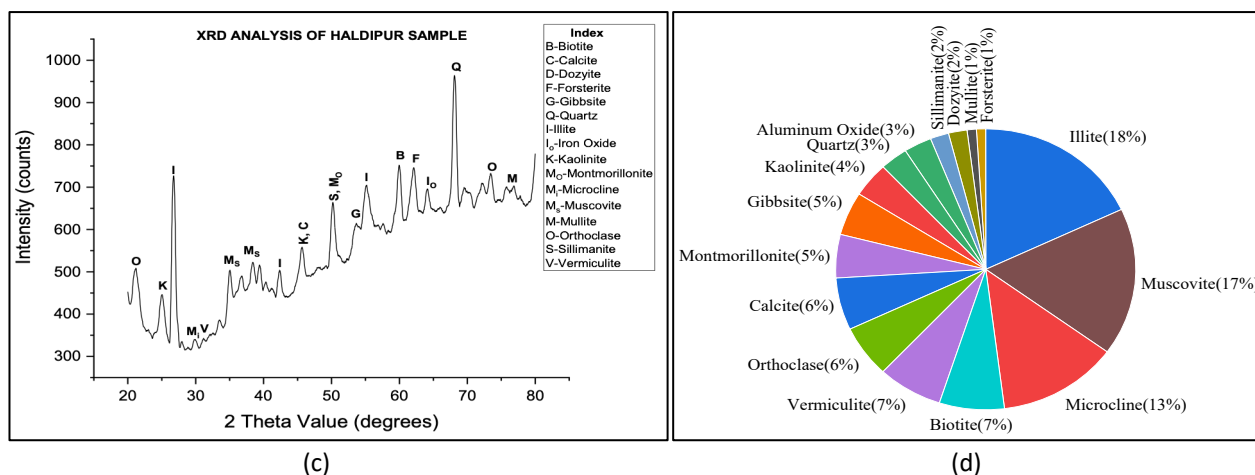 XRD ANALYSIS OF HALDIPUR SAMPLE
Intensity (counts)
1000
900
800
700
600
500
400
300
20
30
40
50
60
70
80
2 Theta Value (degrees)
O
K
I
Mi
V
Ms
Ms
I
K, C
S, MO
G
I
B
F
IO
Q
O
M
Index
B-Biotite
C-Calcite
D-Dozyite
F-Forsterite
G-Gibbsite
Q-Quartz
I-Illite
Io-Iron Oxide
K-Kaolinite
MO-Montmorillonite
Mi-Microcline
Ms-Muscovite
M-Mullite
O-Orthoclase
S-Sillimanite
V-Vermiculite
(c)
Sillimanite(2%)
Dozyite(2%)
Mullite(1%)
Forsterite(1%)
Aluminum Oxide(3%)
Quartz(3%)
Kaolinite(4%)
Gibbsite(5%)
Montmorillonite(5%)
Calcite(6%)
Orthoclase(6%)
Vermiculite(7%)
Biotite(7%)
Microcline(13%)
Muscovite(17%)
Illite(18%)
(d)